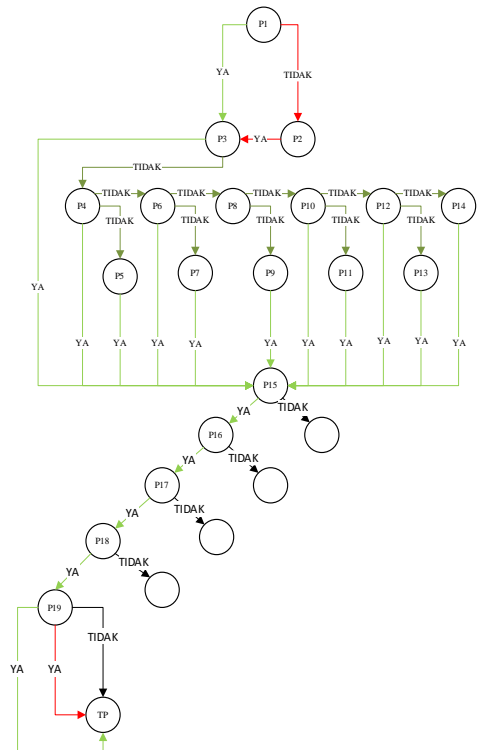 P1
YA
TIDAK
P3
YA
P2
TIDAK
P4
TIDAK
P6
TIDAK
P8
TIDAK
P10
TIDAK
P12
TIDAK
P14
TIDAK
TIDAK
TIDAK
TIDAK
TIDAK
P5
P7
P9
P11
P13
YA
YA
YA
YA
YA
YA
YA
YA
YA
YA
YA
P15
YA
TIDAK
P16
YA
TIDAK
P17
YA
TIDAK
P18
YA
TIDAK
P19
TIDAK
YA
YA
TP